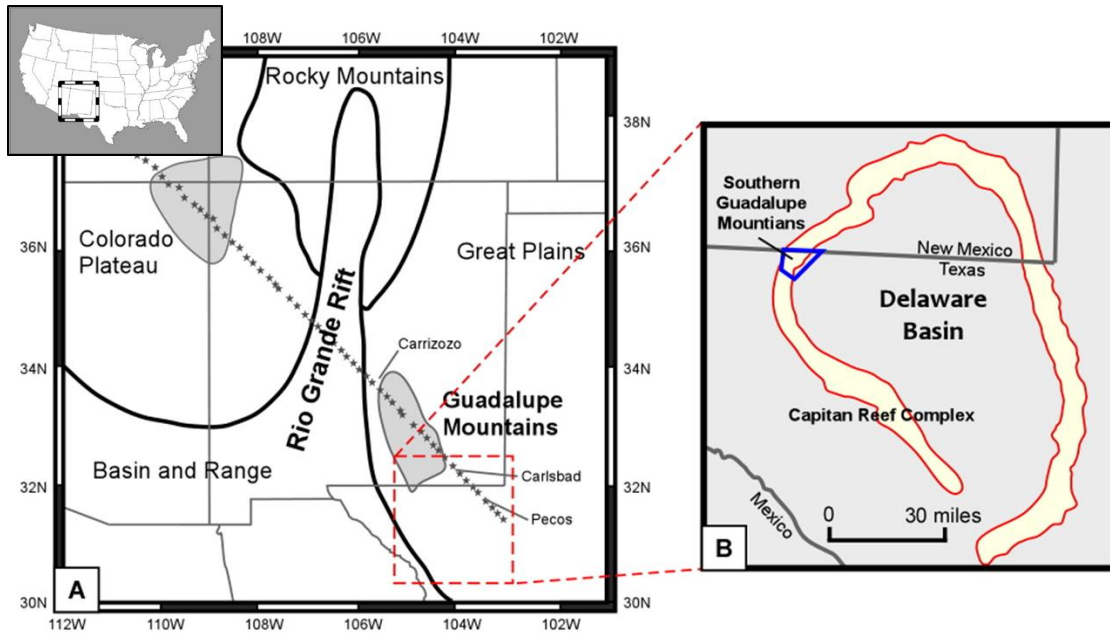 108W 106W 104W 102W
Rocky Mountains
38N
Colorado
Plateau
36N
Great Plains
Rio Grande Rift
Carrizozo
34N
Guadalupe
Mountains
Basin and Range
Carlsbad
32N
Pecos
A
30N 30N
112W 110W 108W 106W 104W 102W
36N
34N
32N
Southern
Guadalupe
Mountians
New Mexico
Texas
Delaware
Basin
Capitan Reef Complex
Mexico
0 30 miles
B